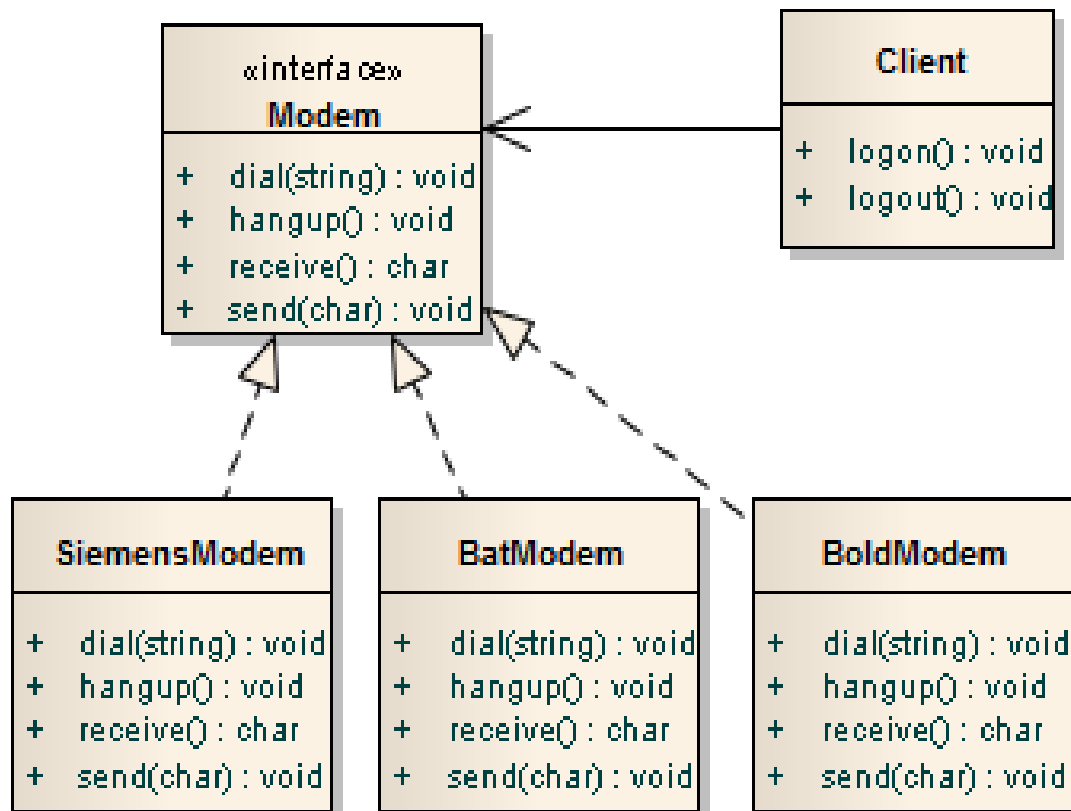 «interface»
Modem
+ dial(string) : void
+ hangup() : void
+ receive() : char
+ send(char) : void
Client
+ logon() : void
+ logout() : void
SiemensModem
+ dial(string) : void
+ hangup() : void
+ receive() : char
+ send(char) : void
BatModem
+ dial(string) : void
+ hangup() : void
+ receive() : char
+ send(char) : void
BoldModem
+ dial(string) : void
+ hangup() : void
+ receive() : char
+ send(char) : void